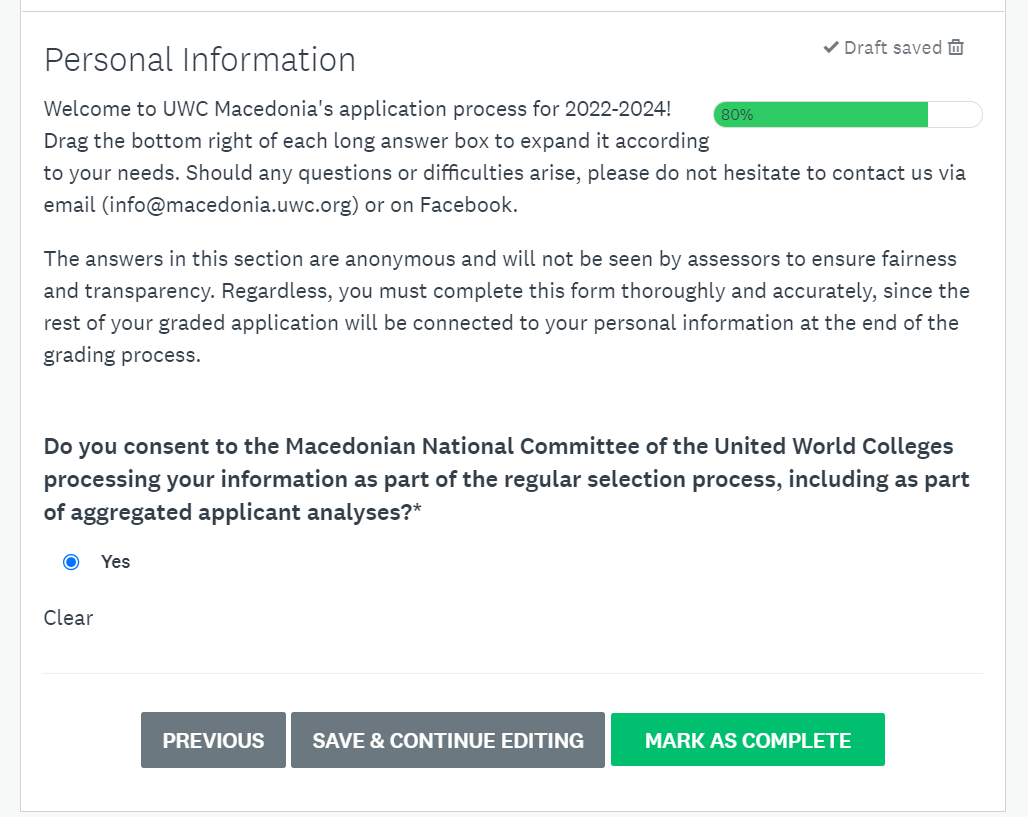 Personal Information
Draft saved
80%
Welcome to UWC Macedonia's application process for 2022-2024!
Drag the bottom right of each long answer box to expand it according
to your needs. Should any questions or difficulties arise, please do not hesitate to contact us via
email (info@macedonia.uwc.org) or on Facebook.
The answers in this section are anonymous and will not be seen by assessors to ensure fairness
and transparency. Regardless, you must complete this form thoroughly and accurately, since the
rest of your graded application will be connected to your personal information at the end of the
grading process.
Do you consent to the Macedonian National Committee of the United World Colleges
processing your information as part of the regular selection process, including as part
of aggregated applicant analyses?*
Yes
Clear
PREVIOUS
SAVE & CONTINUE EDITING
MARK AS COMPLETE